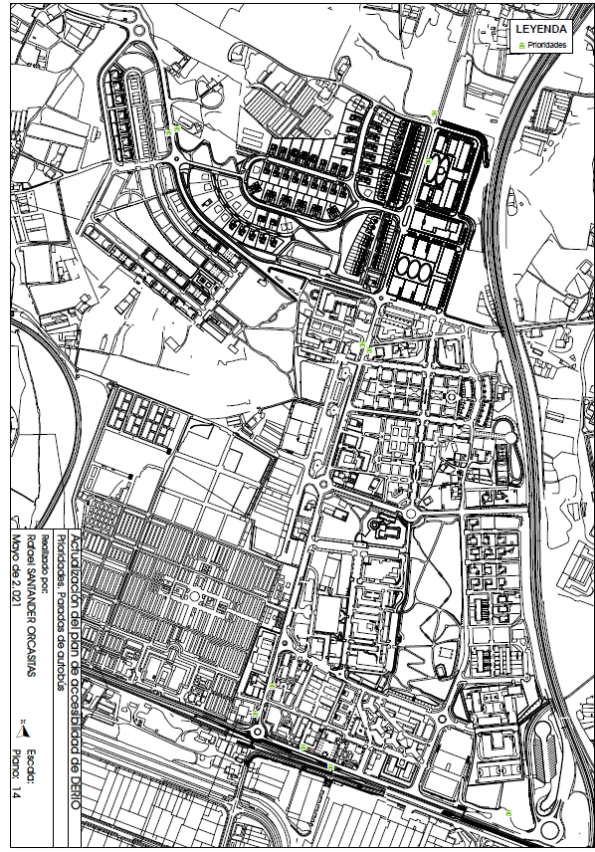 LEYENDA
Prioridades
Actualización del plan de accesibilidad de DERIO
Prioridades. Paradas de autobús
Realizado por:
Rafael SANTANDER ORCASITAS
Mayo de 2.021
Escala:
Plano: 14